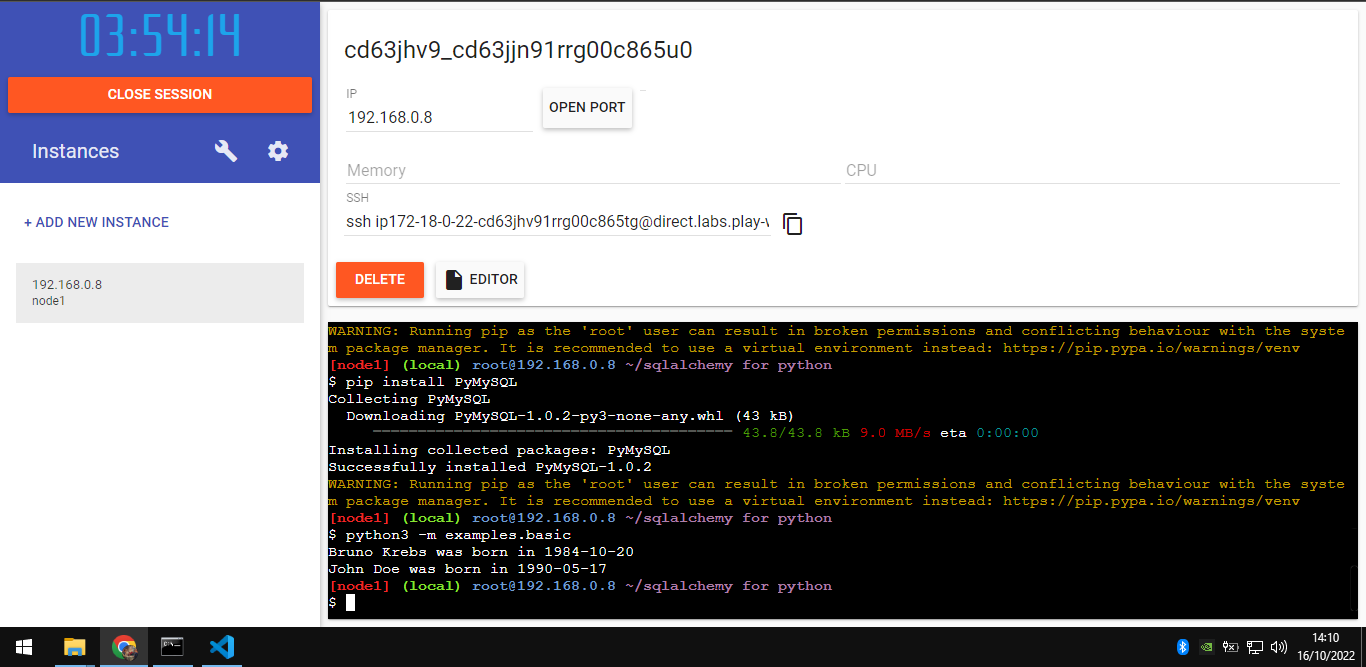 03:54:14
CLOSE SESSION
Instances
+ ADD NEW INSTANCE
192.168.0.8
node1
cd63jhv9_cd63jjn91rrg00c865u0
IP
192.168.0.8
OPEN PORT
Memory
CPU
SSH
ssh ip172-18-0-22-cd63jhv91rrg00c865tg@direct.labs.play-v
DELETE
EDITOR
WARNING: Running pip as the 'root' user can result in broken permissions and conflicting behaviour with the syste
m package manager. It is recommended to use a virtual environment instead: https://pip.pypa.io/warnings/venv
[node1] (local) root@192.168.0.8 ~/sqlalchemy for python
$ pip install PyMySQL
Collecting PyMySQL
Downloading PyMySQL-1.0.2-py3-none-any.whl (43 kB)
43.8/43.8 kB 9.0 MB/s eta 0:00:00
Installing collected packages: PyMySQL
Successfully installed PyMySQL-1.0.2
WARNING: Running pip as the 'root' user can result in broken permissions and conflicting behaviour with the syste
m package manager. It is recommended to use a virtual environment instead: https://pip.pypa.io/warnings/venv
[node1] (local) root@192.168.0.8 ~/sqlalchemy for python
$ python3 -m examples.basic
Bruno Krebs was born in 1984-10-20
John Doe was born in 1990-05-17
[node1] (local) root@192.168.0.8 ~/sqlalchemy for python
$
14:10
16/10/2022